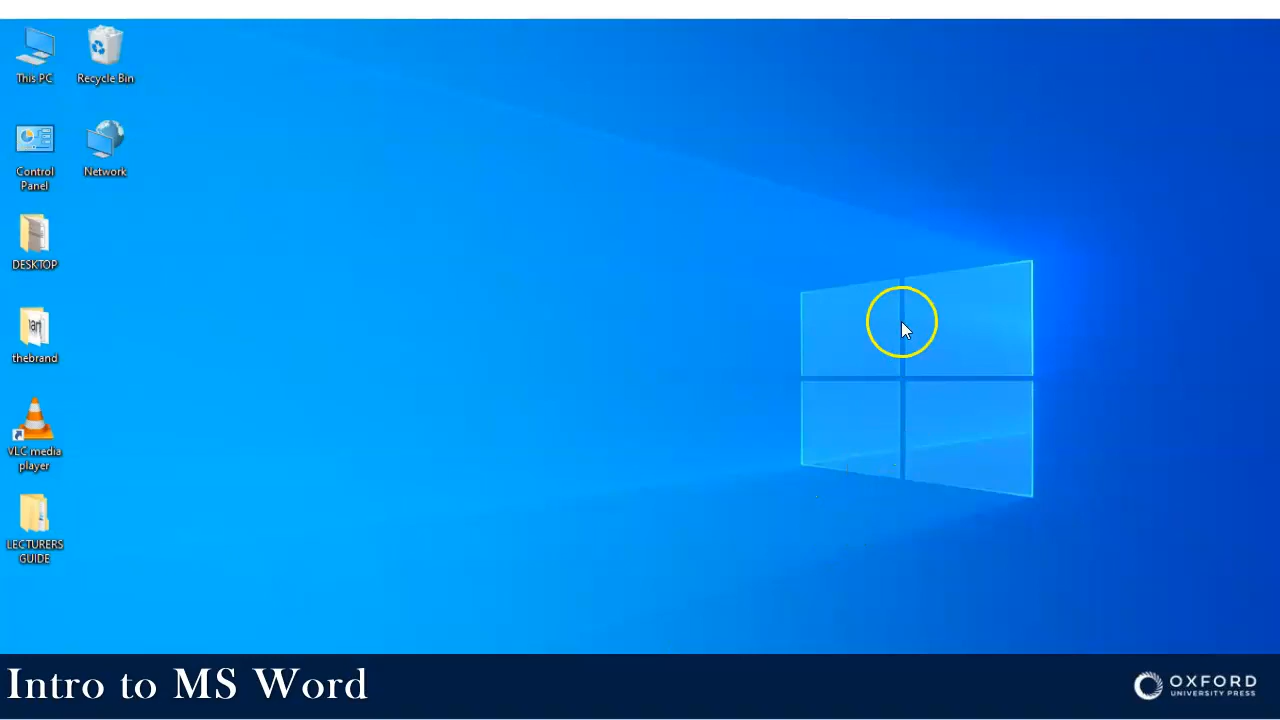 This PC
Recycle Bin
Control
Panel
Network
DESKTOP
thebrand
VLC media
player
LECTURERS
GUIDE
Intro to MS Word
OXFORD
UNIVERSITY PRESS